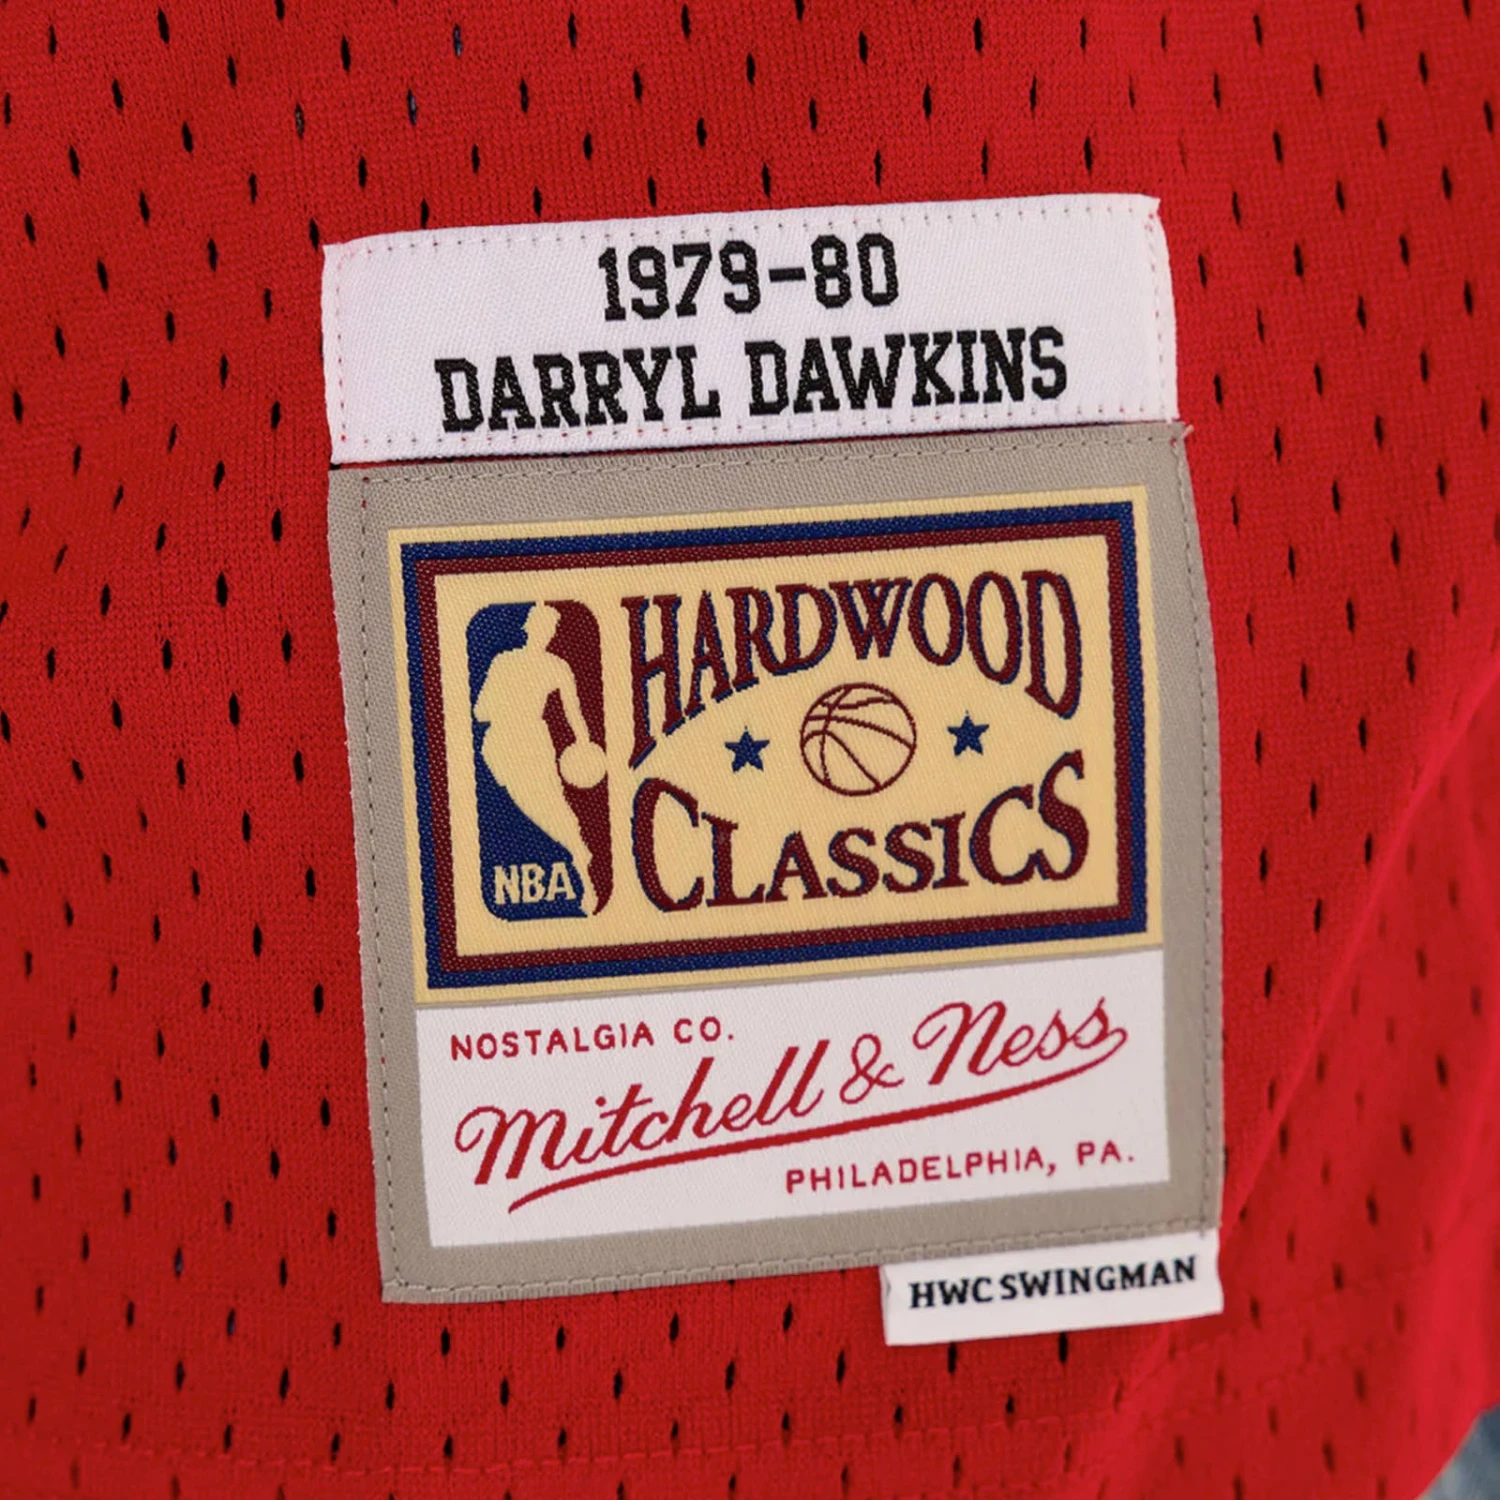 1979-80
DARRYL DAWKINS
HARDWOOD
CLASSICS
NBA
NOSTALGIA CO.
Mitchell & Ness
PHILADELPHIA, PA.
HWC SWINGMAN